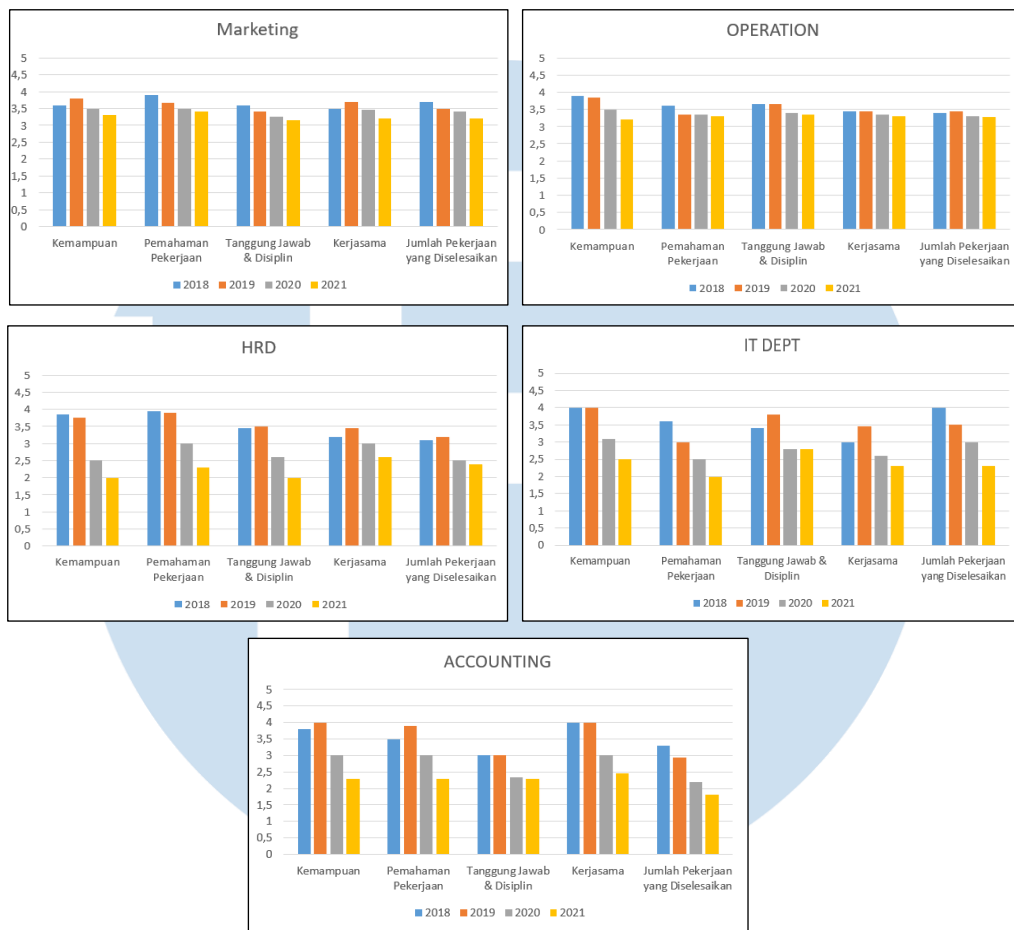 Marketing
5
4,5
4
3,5
3
2,5
2
1,5
1
0,5
0
Kemampuan
Pemahaman
Pekerjaan
Tanggung Jawab
& Disiplin
Kerjasama
Jumlah Pekerjaan
yang Diselesaikan
2018 2019 2020 2021
OPERATION
5
4,5
4
3,5
3
2,5
2
1,5
1
0,5
0
Kemampuan
Pemahaman
Pekerjaan
Tanggung Jawab
& Disiplin
Kerjasama
Jumlah Pekerjaan
yang Diselesaikan
2018 2019 2020 2021
HRD
5
4,5
4
3,5
3
2,5
2
1,5
1
0,5
0
Kemampuan
Pemahaman
Pekerjaan
Tanggung Jawab
& Disiplin
Kerjasama
Jumlah Pekerjaan
yang Diselesaikan
2018 2019 2020 2021
IT DEPT
5
4,5
4
3,5
3
2,5
2
1,5
1
0,5
0
Kemampuan
Pemahaman
Pekerjaan
Tanggung Jawab &
Disiplin
Kerjasama
Jumlah Pekerjaan
yang Diselesaikan
2018 2019 2020 2021
ACCOUNTING
5
4,5
4
3,5
3
2,5
2
1,5
1
0,5
0
Kemampuan
Pemahaman
Pekerjaan
Tanggung Jawab
& Disiplin
Kerjasama
Jumlah Pekerjaan
yang Diselesaikan
2018 2019 2020 2021